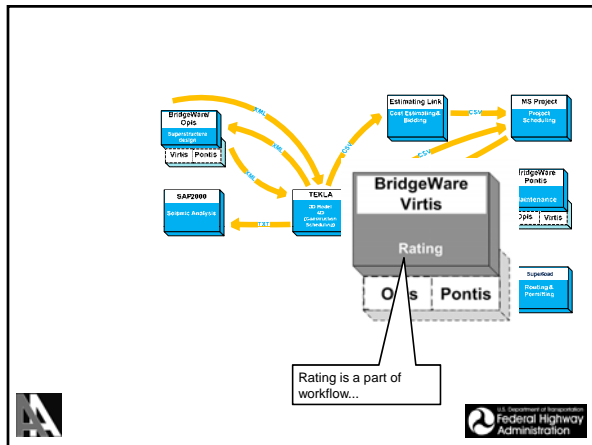 XML
BridgeWare/
Opis
Superstructure
design
Virtis
Pontis
XML
XML
SAP2000
Seismic Analysis
TXT
TEKLA
3D Model
4D
(Construction
Scheduling)
CSV
Estimating Link
Cost Estimating &
Bidding
CSV
MS Project
Project
Scheduling
CSV
BridgeWare
Virtis
Rating
Opis
Pontis
BridgeWare
Pontis
Maintenance
Opis
Virtis
Superload
Routing &
Permitting
Rating is a part of
workflow...
U.S. Department of Transportation
Federal Highway
Administration